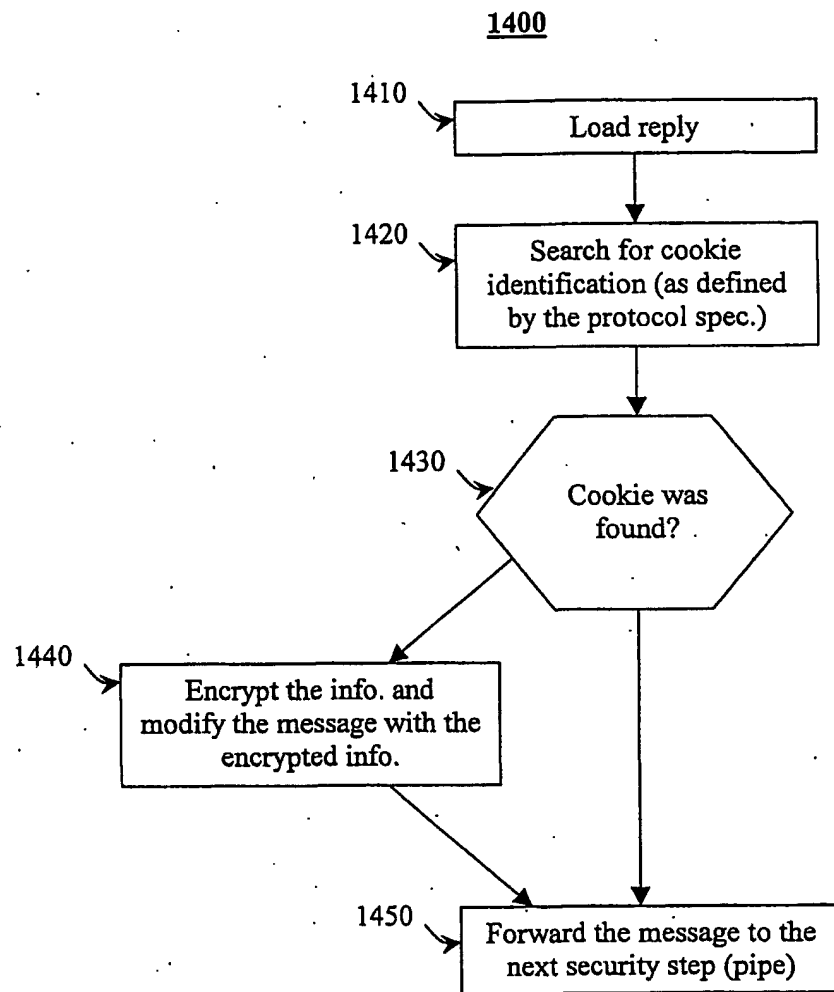 1400
1410
Load reply
1420
Search for cookie
identification (as defined
by the protocol spec.)
1430
Cookie was
found?
1440
Encrypt the info. and
modify the message with the
encrypted info.
1450
Forward the message to the
next security step (pipe)